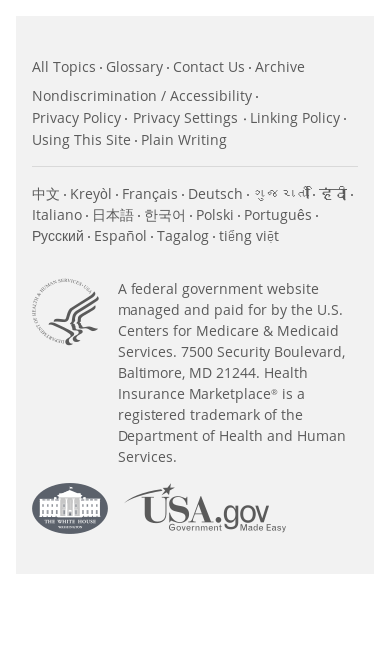 All Topics · Glossary · Contact Us · Archive
Nondiscrimination / Accessibility ·
Privacy Policy · Privacy Settings · Linking Policy ·
Using This Site · Plain Writing
中文 · Kreyòl · Français · Deutsch · ગુજરાતી · हिंदी ·
Italiano · 日本語 · 한국어 · Polski · Português ·
Русский · Español · Tagalog · tiếng việt
DEPARTMENT OF HEALTH & HUMAN SERVICES · USA
A federal government website
managed and paid for by the U.S.
Centers for Medicare & Medicaid
Services. 7500 Security Boulevard,
Baltimore, MD 21244. Health
Insurance Marketplace® is a
registered trademark of the
Department of Health and Human
Services.
THE WHITE HOUSE
WASHINGTON
USA.gov
Government Made Easy